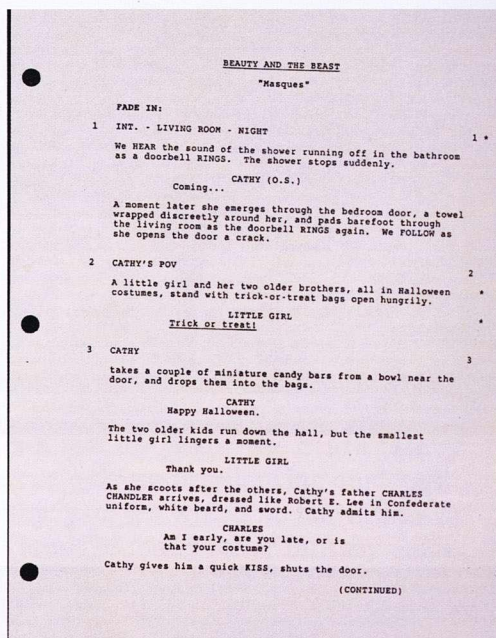 BEAUTY AND THE BEAST
"Masques"
FADE IN:
1 INT. - LIVING ROOM - NIGHT 1 *
We HEAR the sound of the shower running off in the bathroom
as a doorbell RINGS. The shower stops suddenly.
CATHY (O.S.)
Coming...
A moment later she emerges through the bedroom door, a towel
wrapped discreetly around her, and pads barefoot through
the living room as the doorbell RINGS again. We FOLLOW as
she opens the door a crack.
2 CATHY'S POV 2
A little girl and her two older brothers, all in Halloween *
costumes, stand with trick-or-treat bags open hungrily.
LITTLE GIRL
Trick or treat! *
3 CATHY 3
takes a couple of miniature candy bars from a bowl near the
door, and drops them into the bags.
CATHY
Happy Halloween.
The two older kids run down the hall, but the smallest
little girl lingers a moment.
LITTLE GIRL
Thank you.
As she scoots after the others, Cathy's father CHARLES
CHANDLER arrives, dressed like Robert E. Lee in Confederate
uniform, white beard, and sword. Cathy admits him.
CHARLES
Am I early, are you late, or is
that your costume?
Cathy gives him a quick KISS, shuts the door.
(CONTINUED)